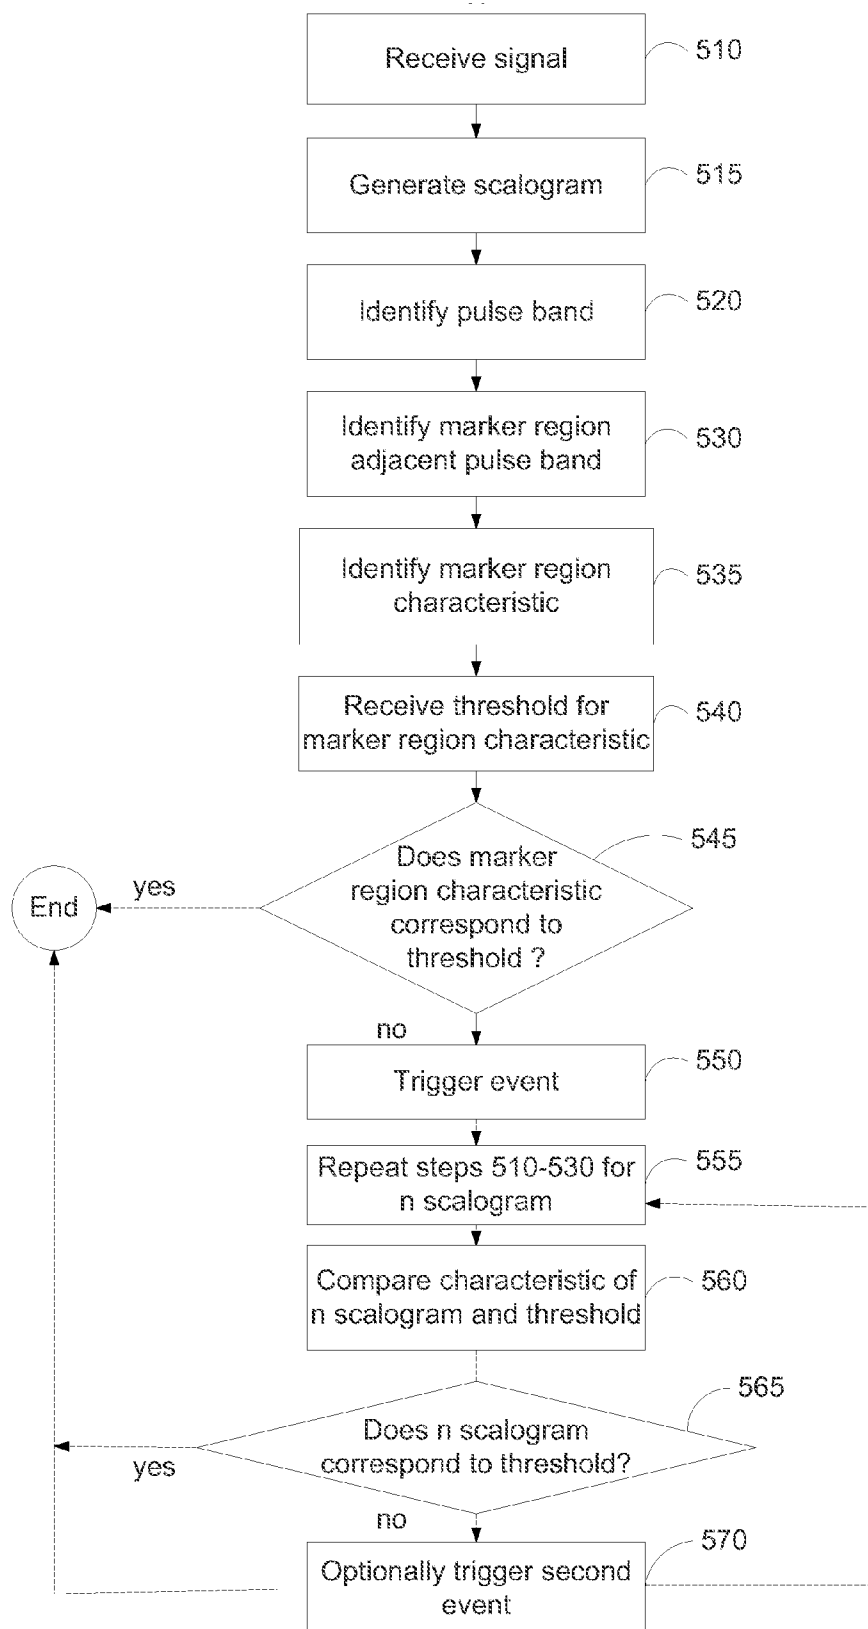 Receive signal
510
Generate scalogram
515
Identify pulse band
520
Identify marker region
adjacent pulse band
530
Identify marker region
characteristic
535
Receive threshold for
marker region characteristic
540
Does marker
region characteristic
correspond to
threshold ?
545
yes
End
no
Trigger event
550
Repeat steps 510-530 for
n scalogram
555
Compare characteristic of
n scalogram and threshold
560
Does n scalogram
correspond to threshold?
565
yes
no
Optionally trigger second
event
570